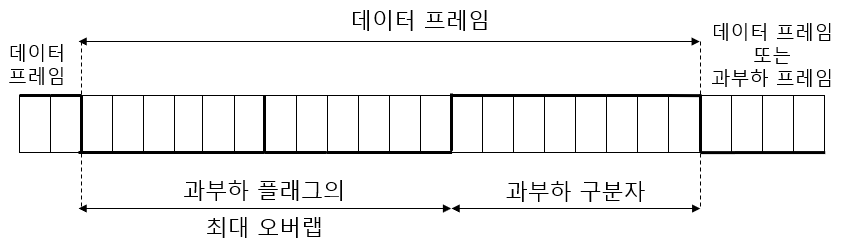 데이터 프레임
데이터
프레임
데이터 프레임
또는
과부하 프레임
과부하 플래그의
최대 오버랩
과부하 구분자